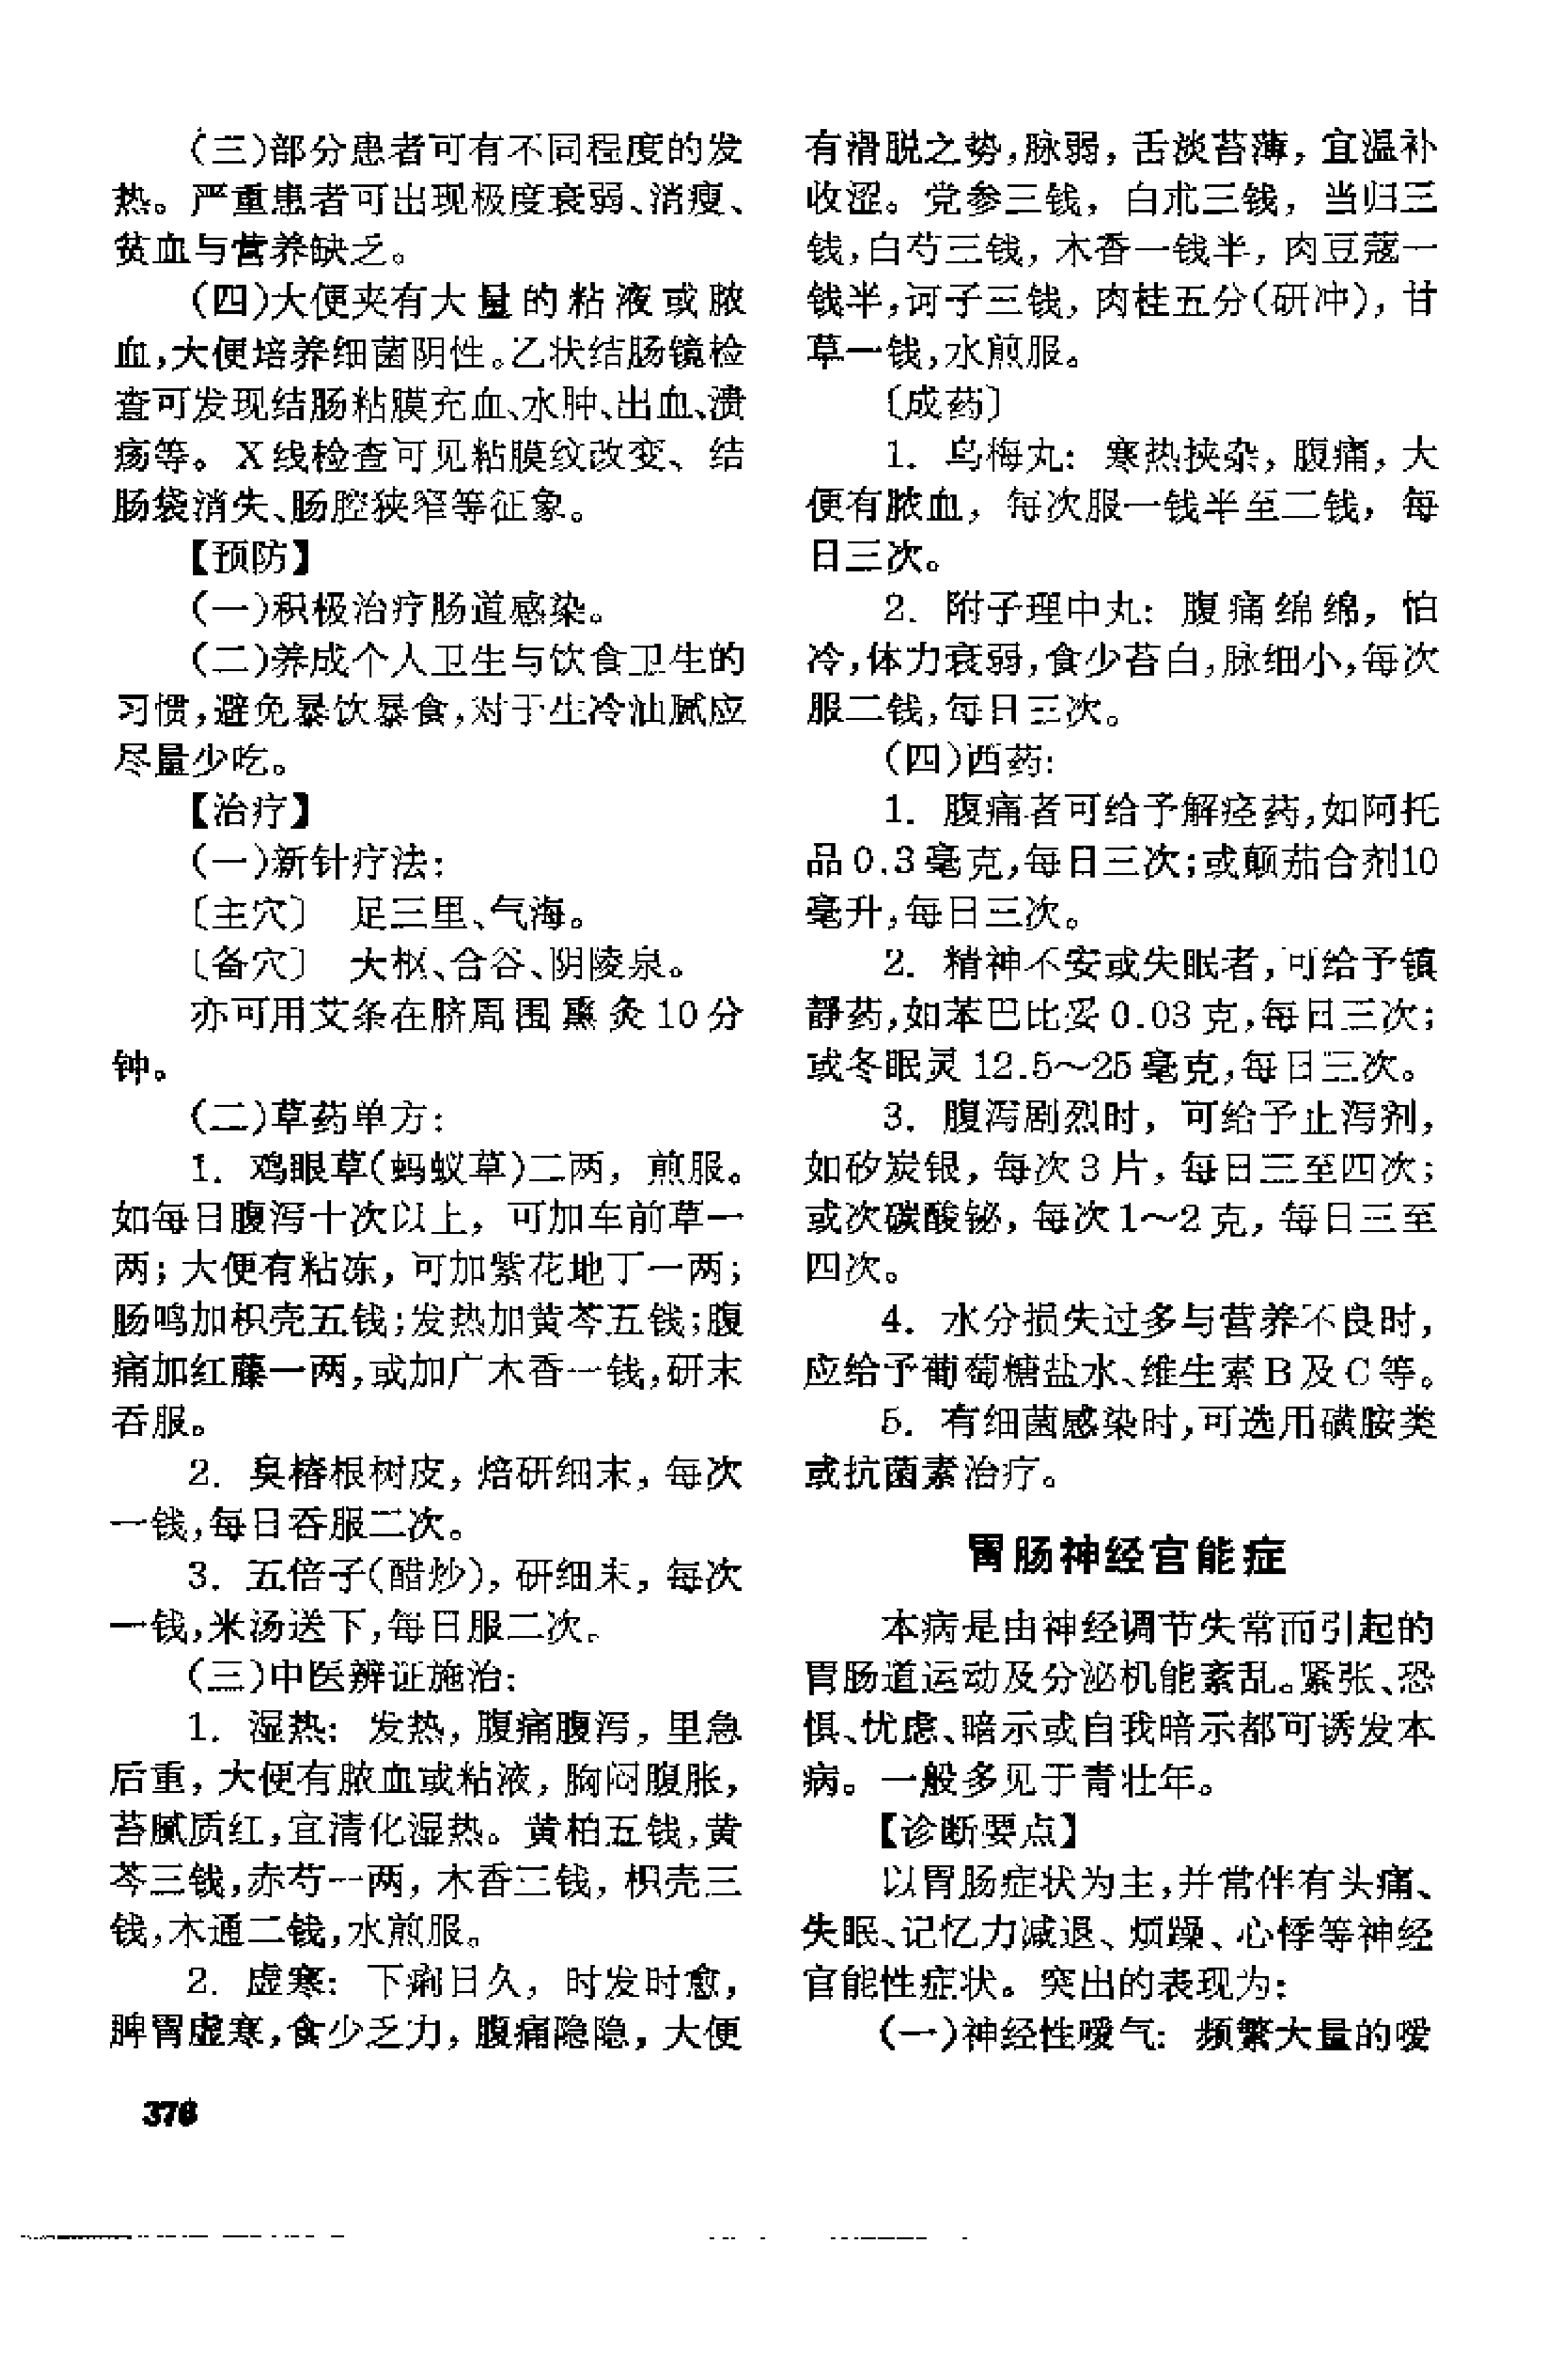 (三)部分患者可有不同程度的发
热。严重患者可出现极度衰弱、消瘦、
贫血与营养缺乏。
(四)大便夹有大量的粘液或脓
血,大便培养细菌阴性。乙状结肠镜检
查可发现结肠粘膜充血、水肿、出血、溃
疡等。X线检查可见粘膜纹改变、结
肠袋消失、肠腔狭窄等征象。
【预防】
(一)积极治疗肠道感染。
(二)养成个人卫生与饮食卫生的
习惯,避免暴饮暴食,对于生冷油腻应
尽量少吃。
【治疗】
(一)新针疗法:
〔主穴〕 足三里、气海。
〔备穴〕 天枢、合谷、阴陵泉。
亦可用艾条在脐周围熏灸10分
钟。
(二)草药单方:
1. 鸡眼草(蚂蚁草)二两, 煎服。
如每日腹泻十次以上, 可加车前草一
两; 大便有粘冻, 可加紫花地丁一两;
肠鸣加枳壳五钱;发热加黄芩五钱;腹
痛加红藤一两,或加广木香一钱,研末
吞服。
2. 臭椿根树皮, 焙研细末, 每次
一钱,每日吞服二次。
3. 五倍子(醋炒), 研细末, 每次
一钱,米汤送下,每日服二次。
(三)中医辨证施治:
1. 湿热: 发热, 腹痛腹泻, 里急
后重, 大便有脓血或粘液, 胸闷腹胀,
苔腻质红,宜清化湿热。黄柏五钱,黄
芩三钱,赤芍一两, 木香三钱, 枳壳三
钱,木通二钱,水煎服。
2. 虚寒: 下痢日久, 时发时愈,
脾胃虚寒,食少乏力, 腹痛隐隐, 大便
376
有滑脱之势,脉弱, 舌淡苔薄, 宜温补
收涩。党参三钱, 白朮三钱, 当归三
钱,白芍三钱, 木香一钱半, 肉豆蔻一
钱半,诃子三钱, 肉桂五分(研冲), 甘
草一钱,水煎服。
〔成药〕
1. 乌梅丸: 寒热挟杂, 腹痛, 大
便有脓血, 每次服一钱半至二钱, 每
日三次。
2. 附子理中丸: 腹痛绵绵, 怕
冷,体力衰弱,食少苔白,脉细小,每次
服二钱,每日三次。
(四)西药:
1. 腹痛者可给予解痉药,如阿托
品0.3毫克,每日三次;或颠茄合剂10
毫升,每日三次。
2. 精神不安或失眠者,可给予镇
静药,如苯巴比妥0.03克,每日三次;
或冬眠灵12.5～25毫克,每日三次。
3. 腹泻剧烈时, 可给予止泻剂,
如矽炭银, 每次3片, 每日三至四次;
或次碳酸铋, 每次1～2克, 每日三至
四次。
4. 水分损失过多与营养不良时,
应给予葡萄糖盐水、维生素B及C等。
5. 有细菌感染时,可选用磺胺类
或抗菌素治疗。
胃肠神经官能症
本病是由神经调节失常而引起的
胃肠道运动及分泌机能紊乱。紧张、恐
惧、忧虑、暗示或自我暗示都可诱发本
病。一般多见于青壮年。
【诊断要点】
以胃肠症状为主,并常伴有头痛、
失眠、记忆力减退、烦躁、心悸等神经
官能性症状。突出的表现为:
(一)神经性嗳气: 频繁大量的嗳